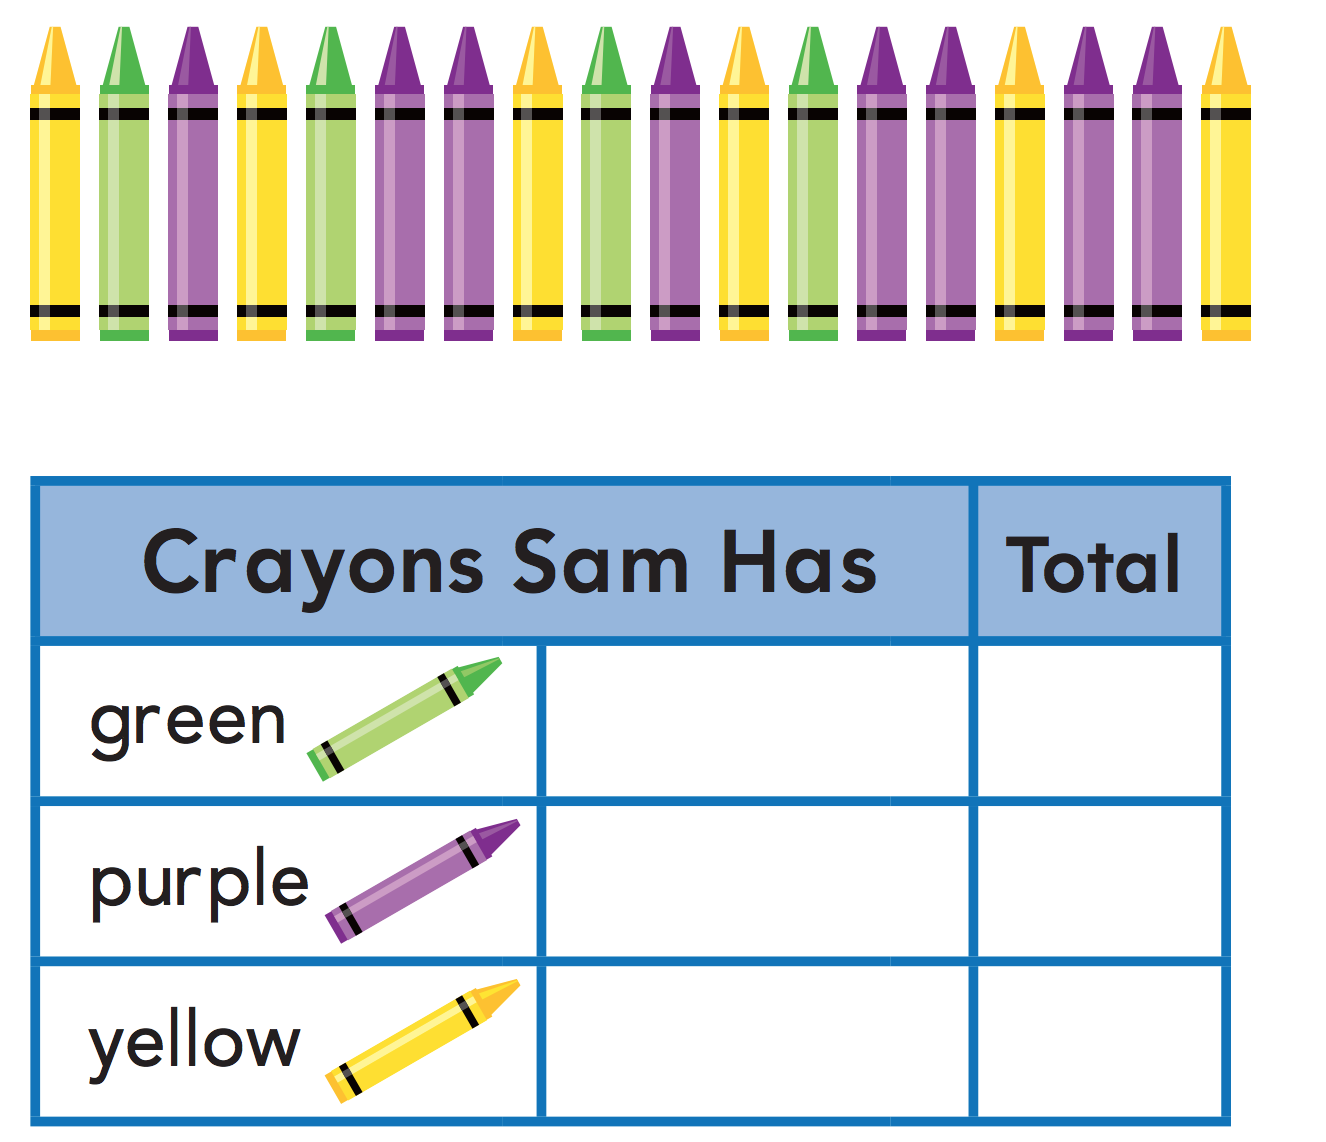 Crayons Sam Has Total
green
purple
yellow